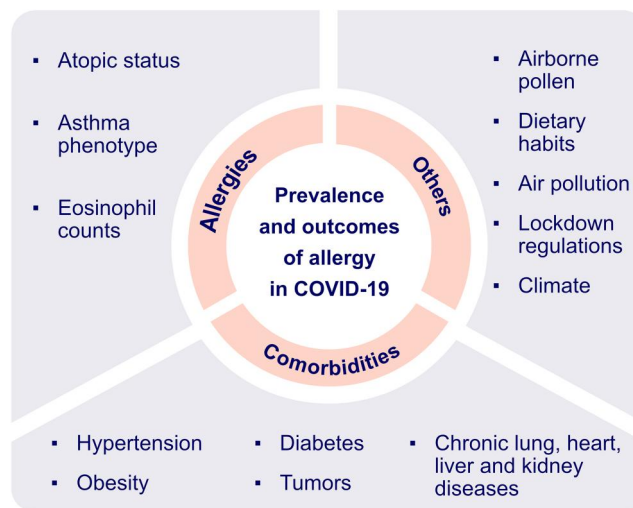 Atopic status
Asthma
phenotype
Eosinophil
counts
Allergies
Others
Comorbidities
Prevalence
and outcomes
of allergy
in COVID-19
Airborne
pollen
Dietary
habits
Air pollution
Lockdown
regulations
Climate
Hypertension
Obesity
Diabetes
Tumors
Chronic lung, heart,
liver and kidney
diseases